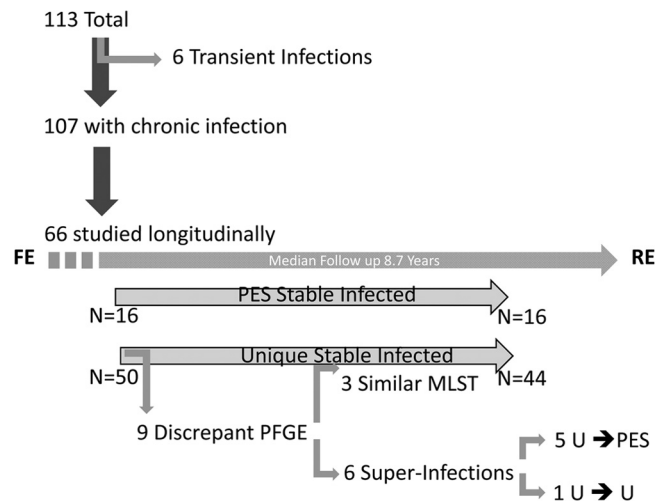 113 Total
6 Transient Infections
107 with chronic infection
66 studied longitudinally
FE
Median Follow up 8.7 Years
RE
PES Stable Infected
N=16
N=16
Unique Stable Infected
N=50
N=44
3 Similar MLST
9 Discrepant PFGE
5 U → PES
6 Super-Infections
1 U → U